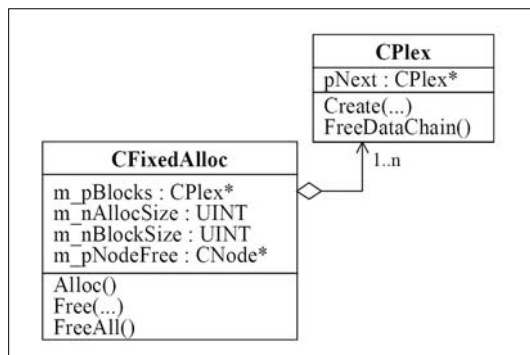 CPlex
pNext : CPlex*
Create(...)
FreeDataChain()
1..n
CFixedAlloc
m_pBlocks : CPlex*
m_nAllocSize : UINT
m_nBlockSize : UINT
m_pNodeFree : CNode*
Alloc()
Free(...)
FreeAll()